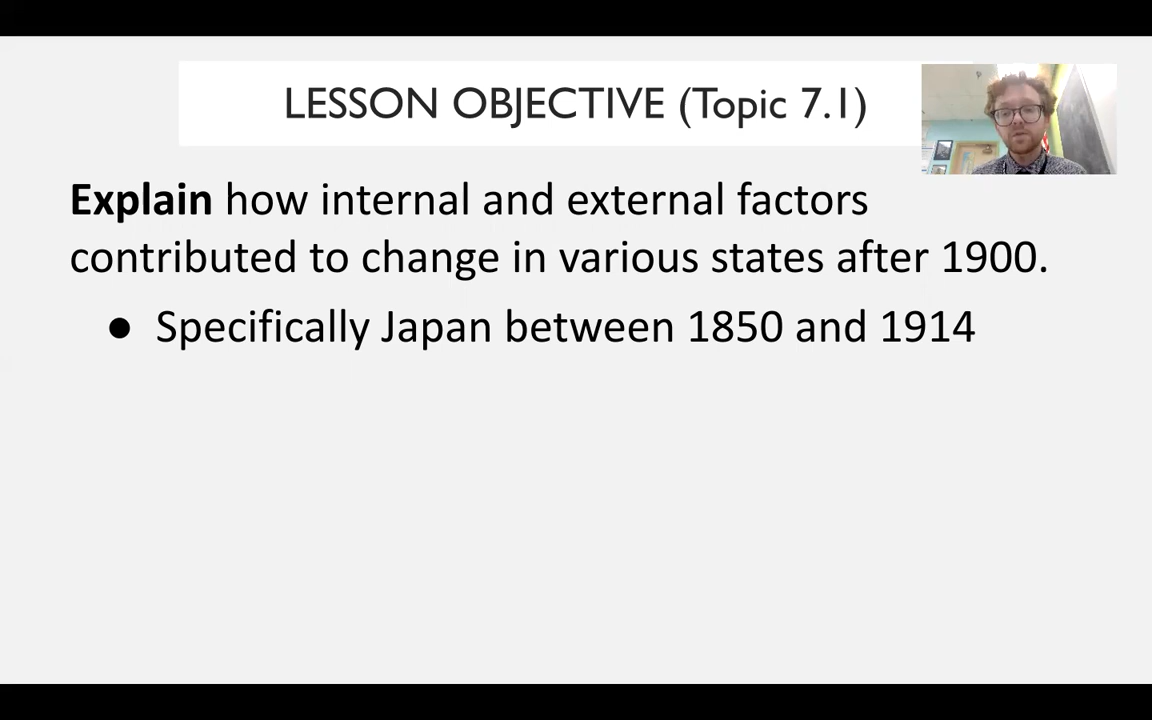 LESSON OBJECTIVE (Topic 7.1)
Explain how internal and external factors
contributed to change in various states after 1900.
● Specifically Japan between 1850 and 1914